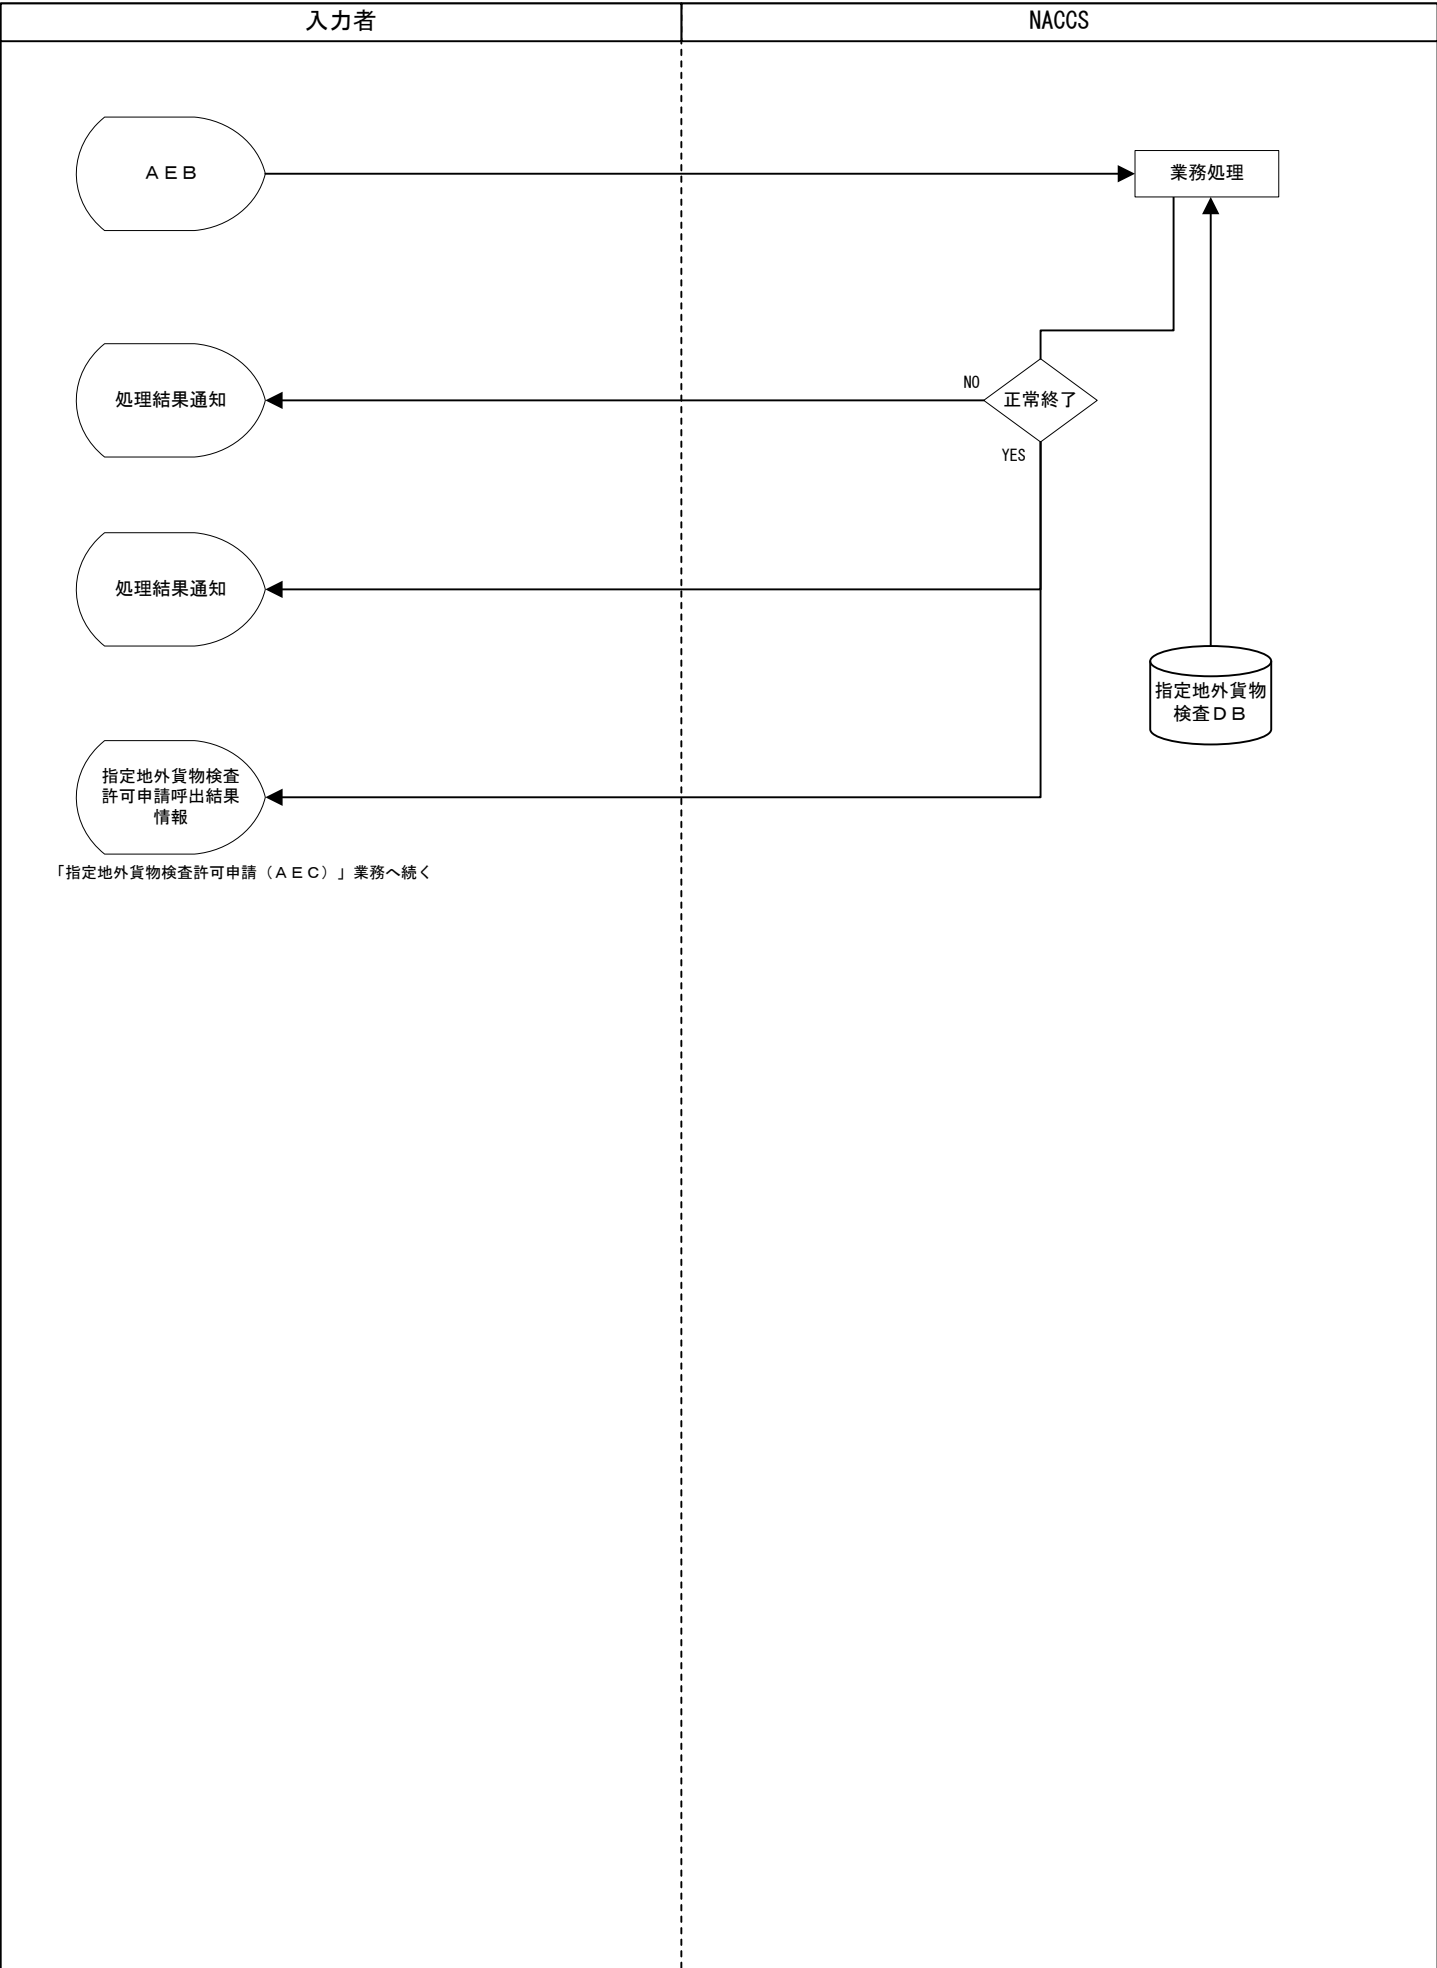 入力者
NACCS
ＡＥＢ
業務処理
処理結果通知
NO
正常終了
YES
処理結果通知
指定地外貨物
検査ＤＢ
指定地外貨物検査
許可申請呼出結果
情報
「指定地外貨物検査許可申請（ＡＥＣ）」業務へ続く